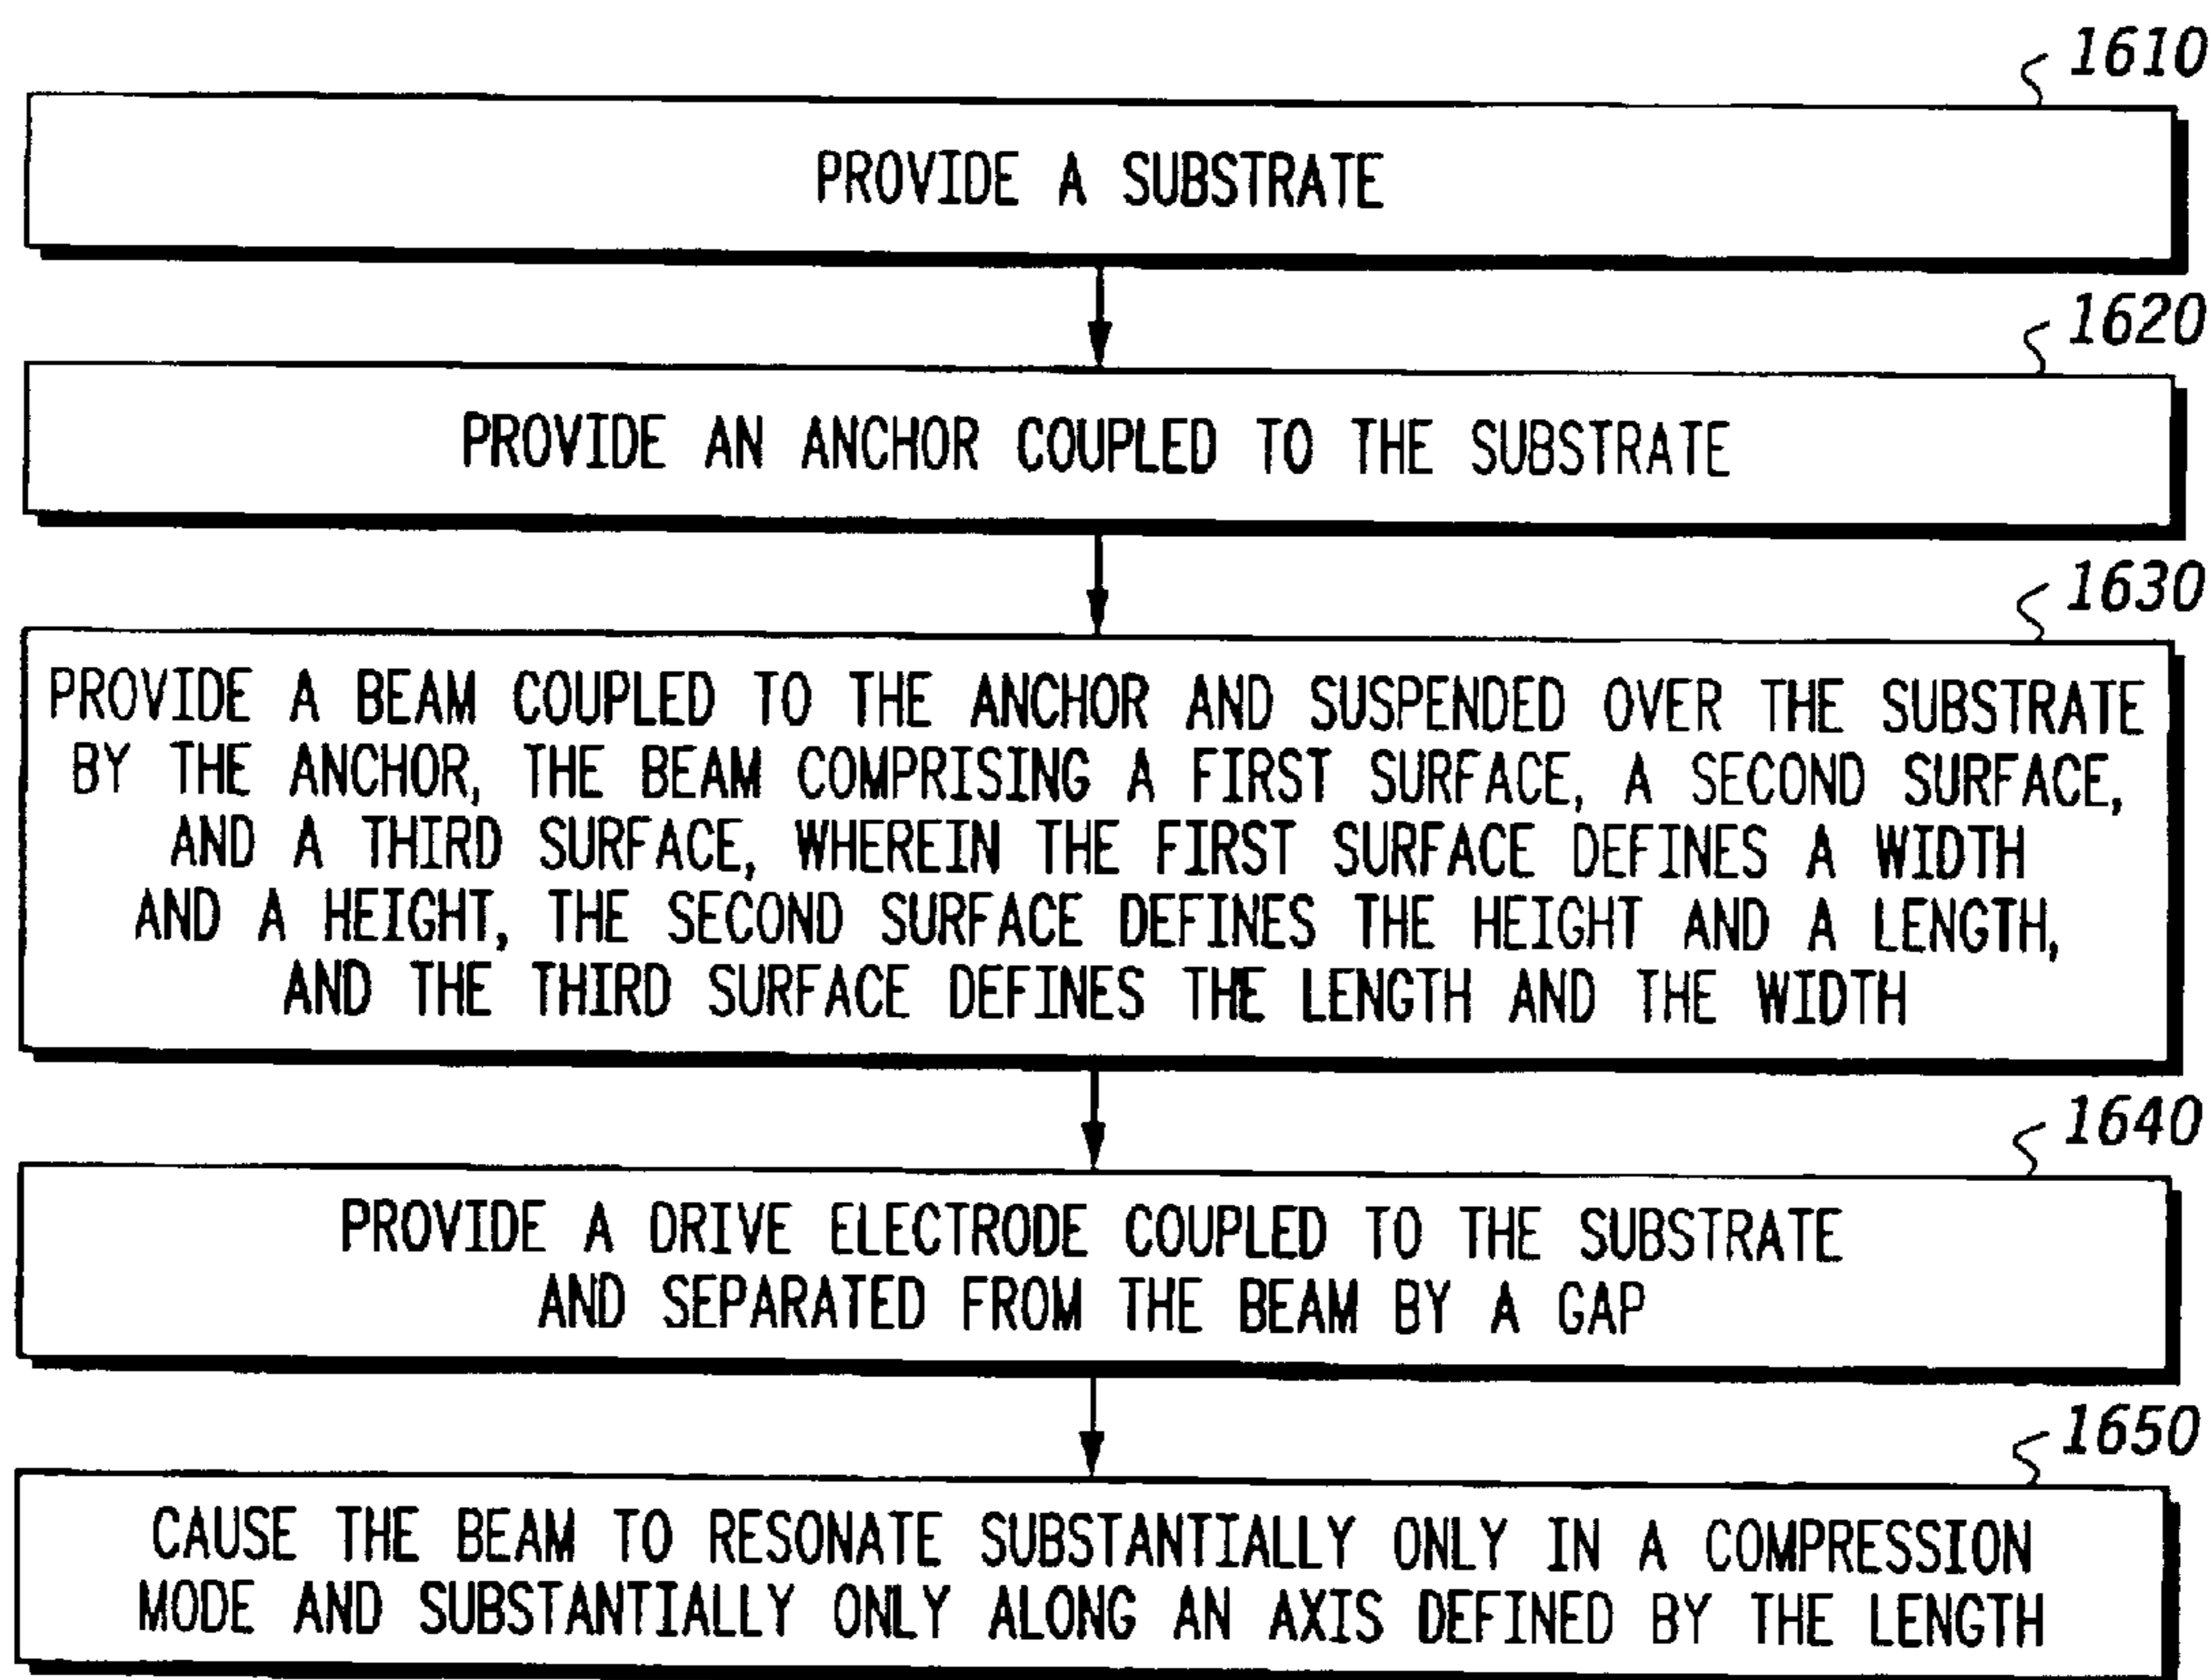 1610
PROVIDE A SUBSTRATE
1620
PROVIDE AN ANCHOR COUPLED TO THE SUBSTRATE
1630
PROVIDE A BEAM COUPLED TO THE ANCHOR AND SUSPENDED OVER THE SUBSTRATE
BY THE ANCHOR, THE BEAM COMPRISING A FIRST SURFACE, A SECOND SURFACE,
AND A THIRD SURFACE, WHEREIN THE FIRST SURFACE DEFINES A WIDTH
AND A HEIGHT, THE SECOND SURFACE DEFINES THE HEIGHT AND A LENGTH,
AND THE THIRD SURFACE DEFINES THE LENGTH AND THE WIDTH
1640
PROVIDE A DRIVE ELECTRODE COUPLED TO THE SUBSTRATE
AND SEPARATED FROM THE BEAM BY A GAP
1650
CAUSE THE BEAM TO RESONATE SUBSTANTIALLY ONLY IN A COMPRESSION
MODE AND SUBSTANTIALLY ONLY ALONG AN AXIS DEFINED BY THE LENGTH